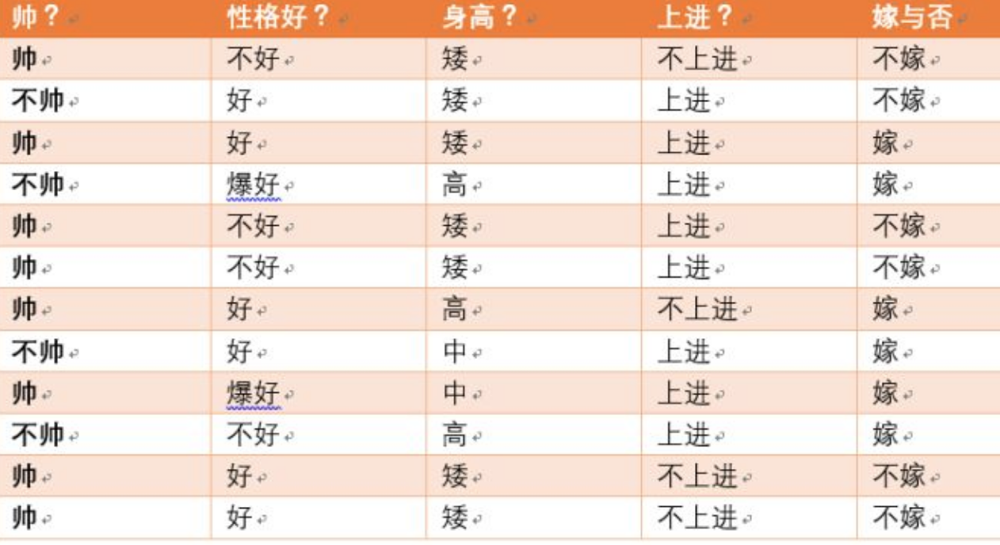 帅？ 性格好？ 身高？ 上进？ 嫁与否
帅 不好 矮 不上进 不嫁
不帅 好 矮 上进 不嫁
帅 好 矮 上进 嫁
不帅 爆好 高 上进 嫁
帅 不好 矮 上进 不嫁
帅 不好 矮 上进 不嫁
帅 好 高 不上进 嫁
不帅 好 中 上进 嫁
帅 爆好 中 上进 嫁
不帅 不好 高 上进 嫁
帅 好 矮 不上进 不嫁
帅 好 矮 不上进 不嫁